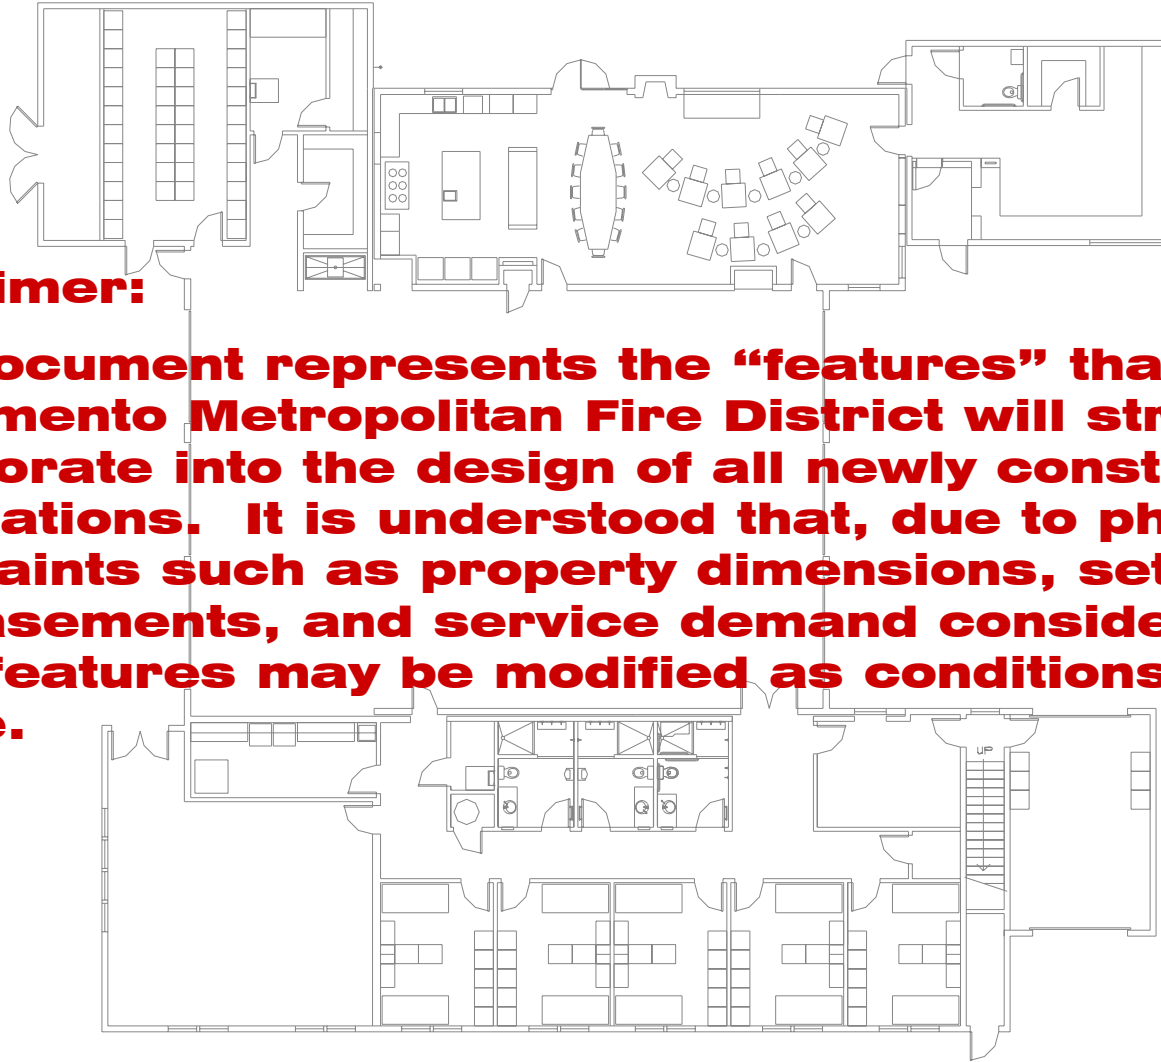 imer:
ocument represents the “features” tha
mento Metropolitan Fire District will str
orate into the design of all newly const
ations.  It is understood that, due to ph
aints such as property dimensions, set
asements, and service demand conside
features may be modified as conditions
e.
UP